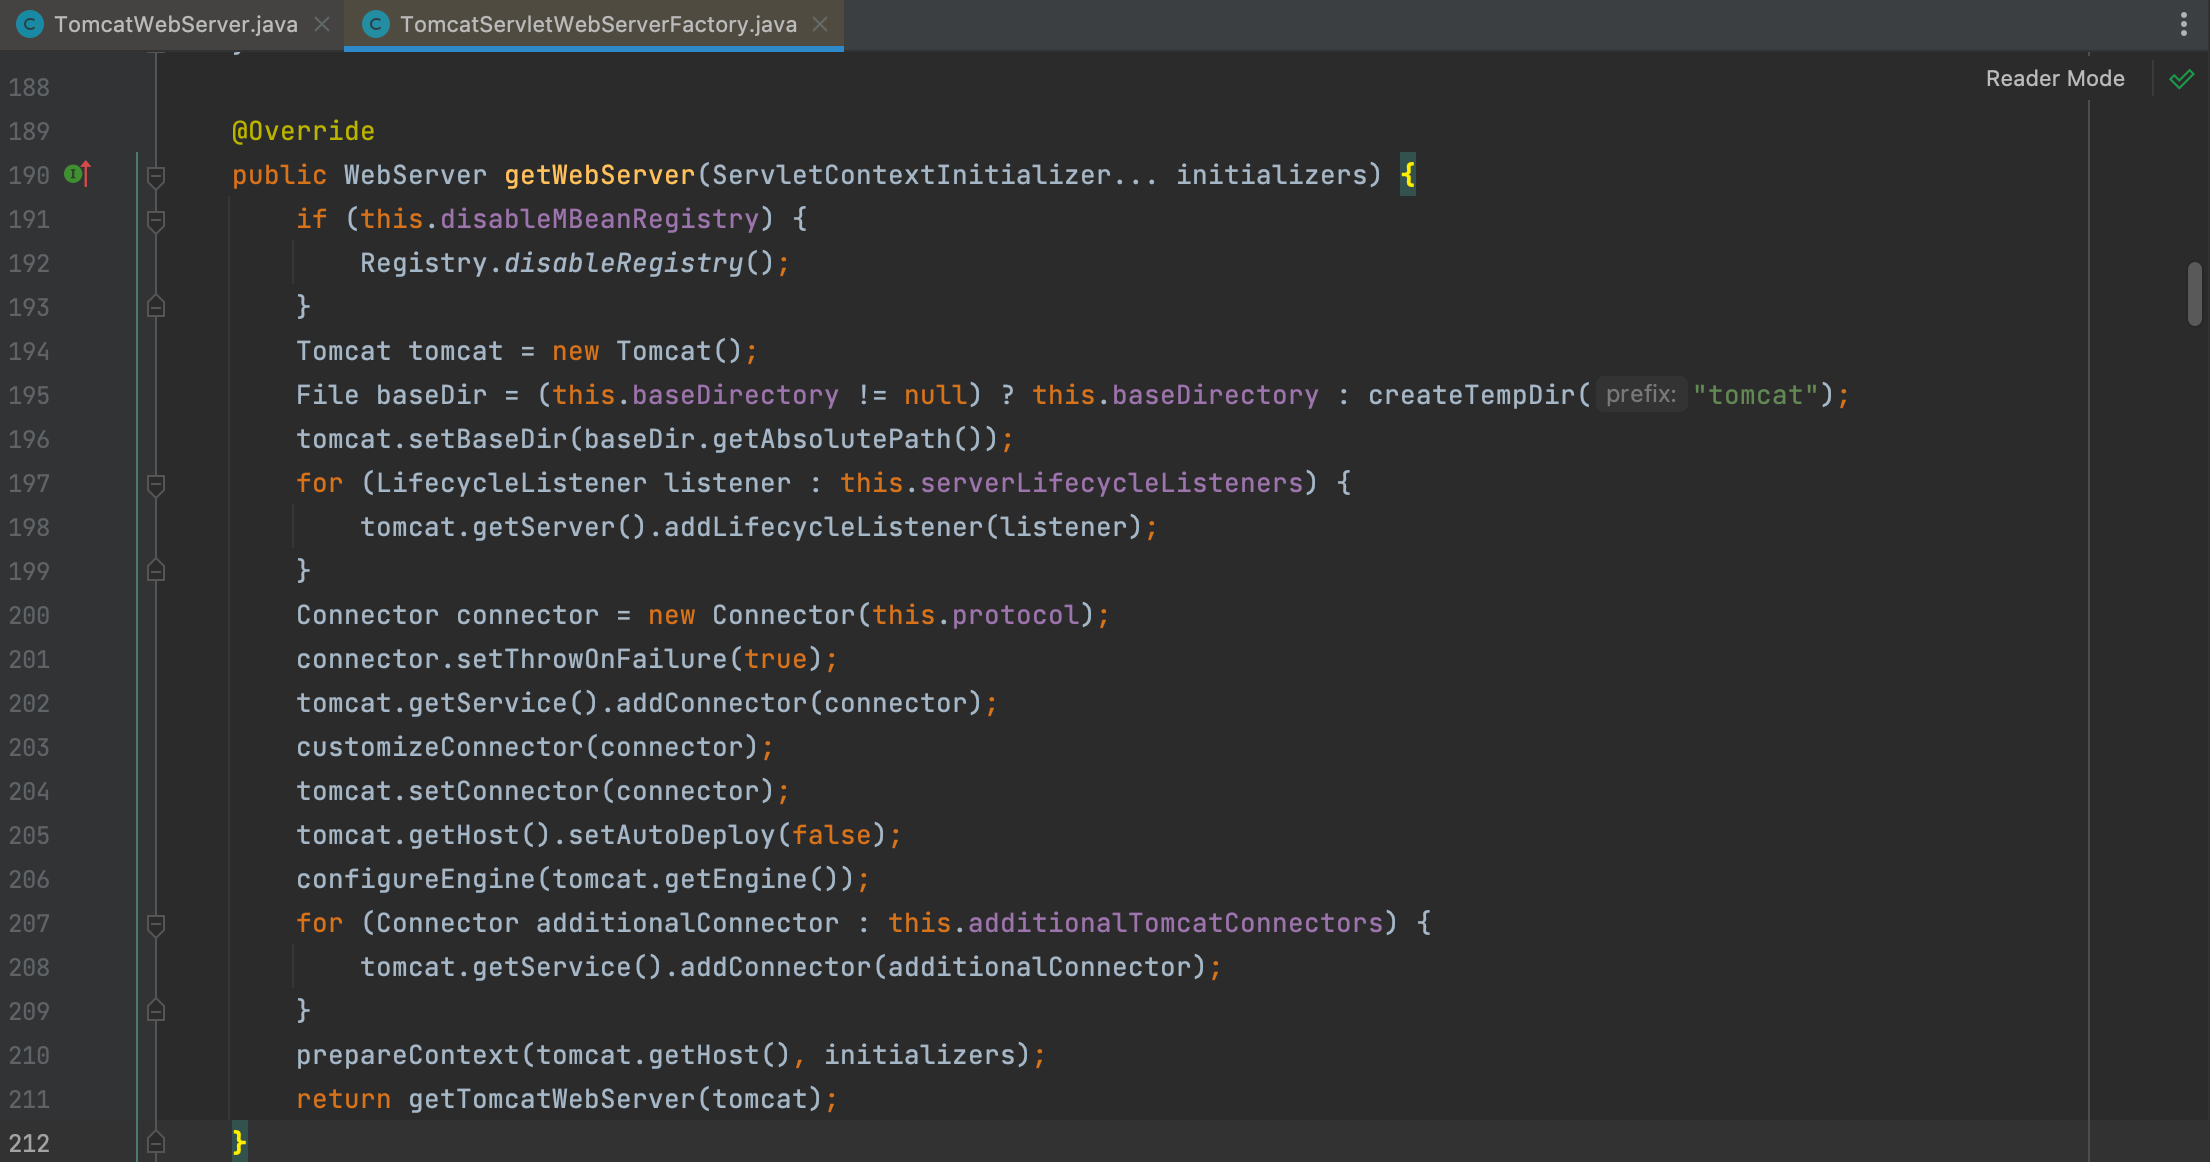 TomcatWebServer.java TomcatServletWebServerFactory.java
Reader Mode
188
189 @Override
190 public WebServer getWebServer(ServletContextInitializer... initializers) {
191 if (this.disableMBeanRegistry) {
192 Registry.disableRegistry();
193 }
194 Tomcat tomcat = new Tomcat();
195 File baseDir = (this.baseDirectory != null) ? this.baseDirectory : createTempDir( prefix: "tomcat");
196 tomcat.setBaseDir(baseDir.getAbsolutePath());
197 for (LifecycleListener listener : this.serverLifecycleListeners) {
198 tomcat.getServer().addLifecycleListener(listener);
199 }
200 Connector connector = new Connector(this.protocol);
201 connector.setThrowOnFailure(true);
202 tomcat.getService().addConnector(connector);
203 customizeConnector(connector);
204 tomcat.setConnector(connector);
205 tomcat.getHost().setAutoDeploy(false);
206 configureEngine(tomcat.getEngine());
207 for (Connector additionalConnector : this.additionalTomcatConnectors) {
208 tomcat.getService().addConnector(additionalConnector);
209 }
210 prepareContext(tomcat.getHost(), initializers);
211 return getTomcatWebServer(tomcat);
212 }